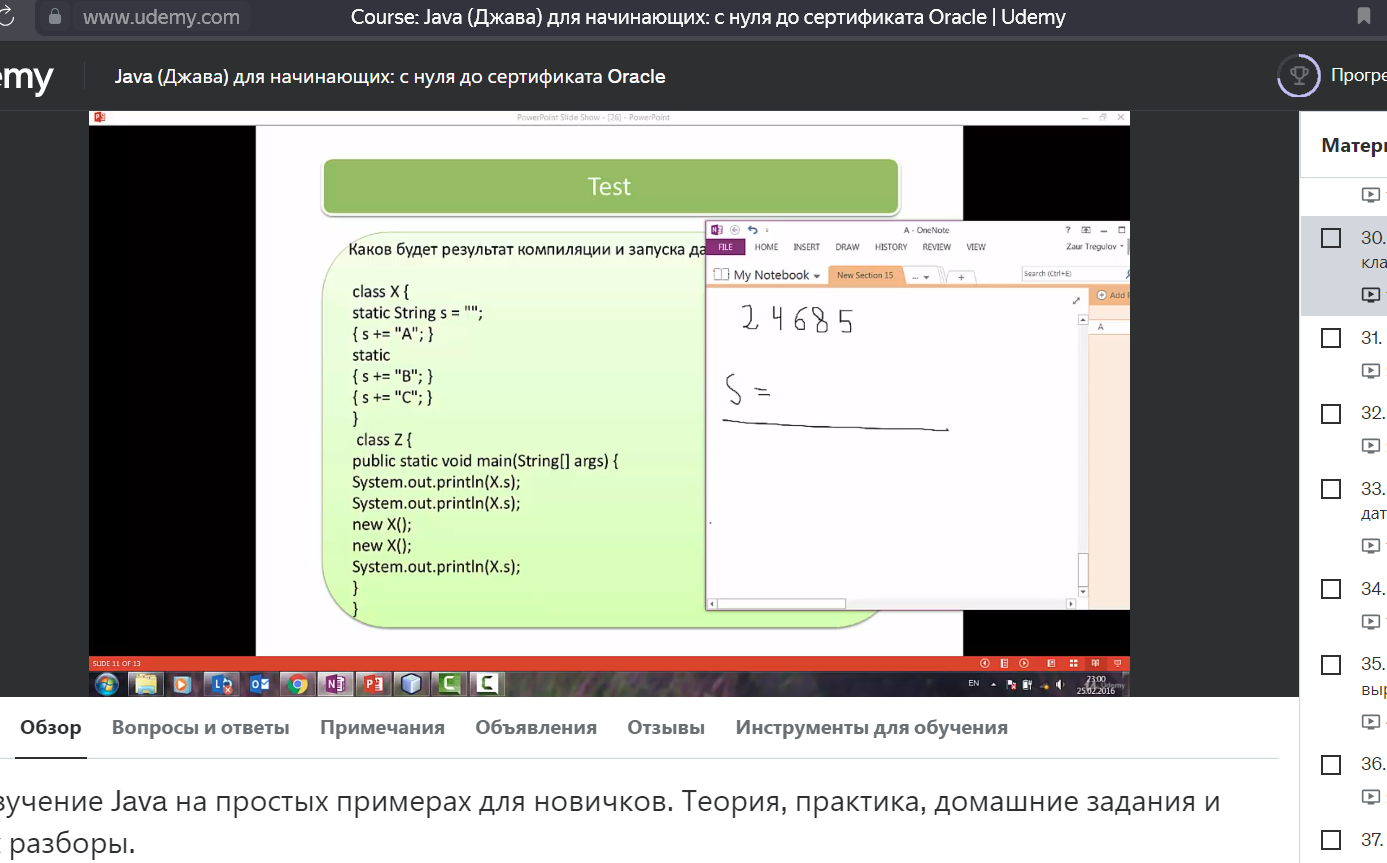 www.udemy.com Course: Java (Джава) для начинающих: с нуля до сертификата Oracle | Udemy
emy Java (Джава) для начинающих: с нуля до сертификата Oracle Прогре
PowerPoint Slide Show - [26] - PowerPoint
Test
Каков будет результат компиляции и запуска да
class X {
static String s = "";
{ s += "A"; }
static
{ s += "B"; }
{ s += "C"; }
}
class Z {
public static void main(String[] args) {
System.out.println(X.s);
System.out.println(X.s);
new X();
new X();
System.out.println(X.s);
}
}
A - OneNote
FILE HOME INSERT DRAW HISTORY REVIEW VIEW Zaur Tregulov
My Notebook New Section 15 ... + Search (Ctrl+E)
Add
A
24685
S =
SLIDE 11 OF 13
EN 23:00
25.02.2016
Udemy
Матери
30.
кла
31.
32.
33.
дат
34.
35.
выр
36.
37.
Обзор Вопросы и ответы Примечания Объявления Отзывы Инструменты для обучения
зучение Java на простых примерах для новичков. Теория, практика, домашние задания и
разборы.